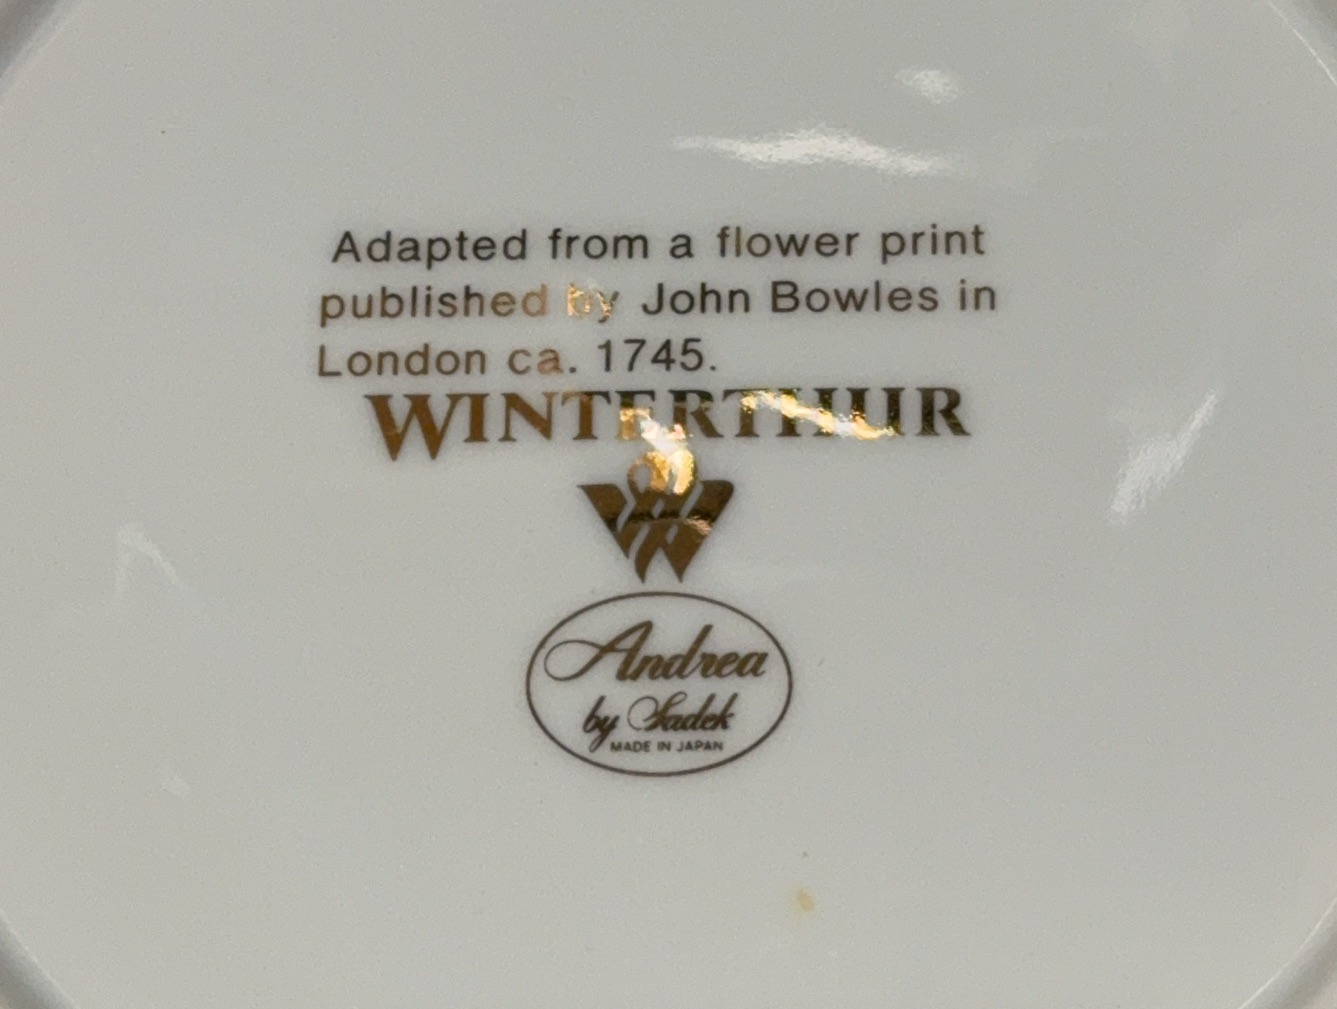 Adapted from a flower print
published by John Bowles in
London ca. 1745.
WINTERTHUR
Andrea
by Sadek
MADE IN JAPAN